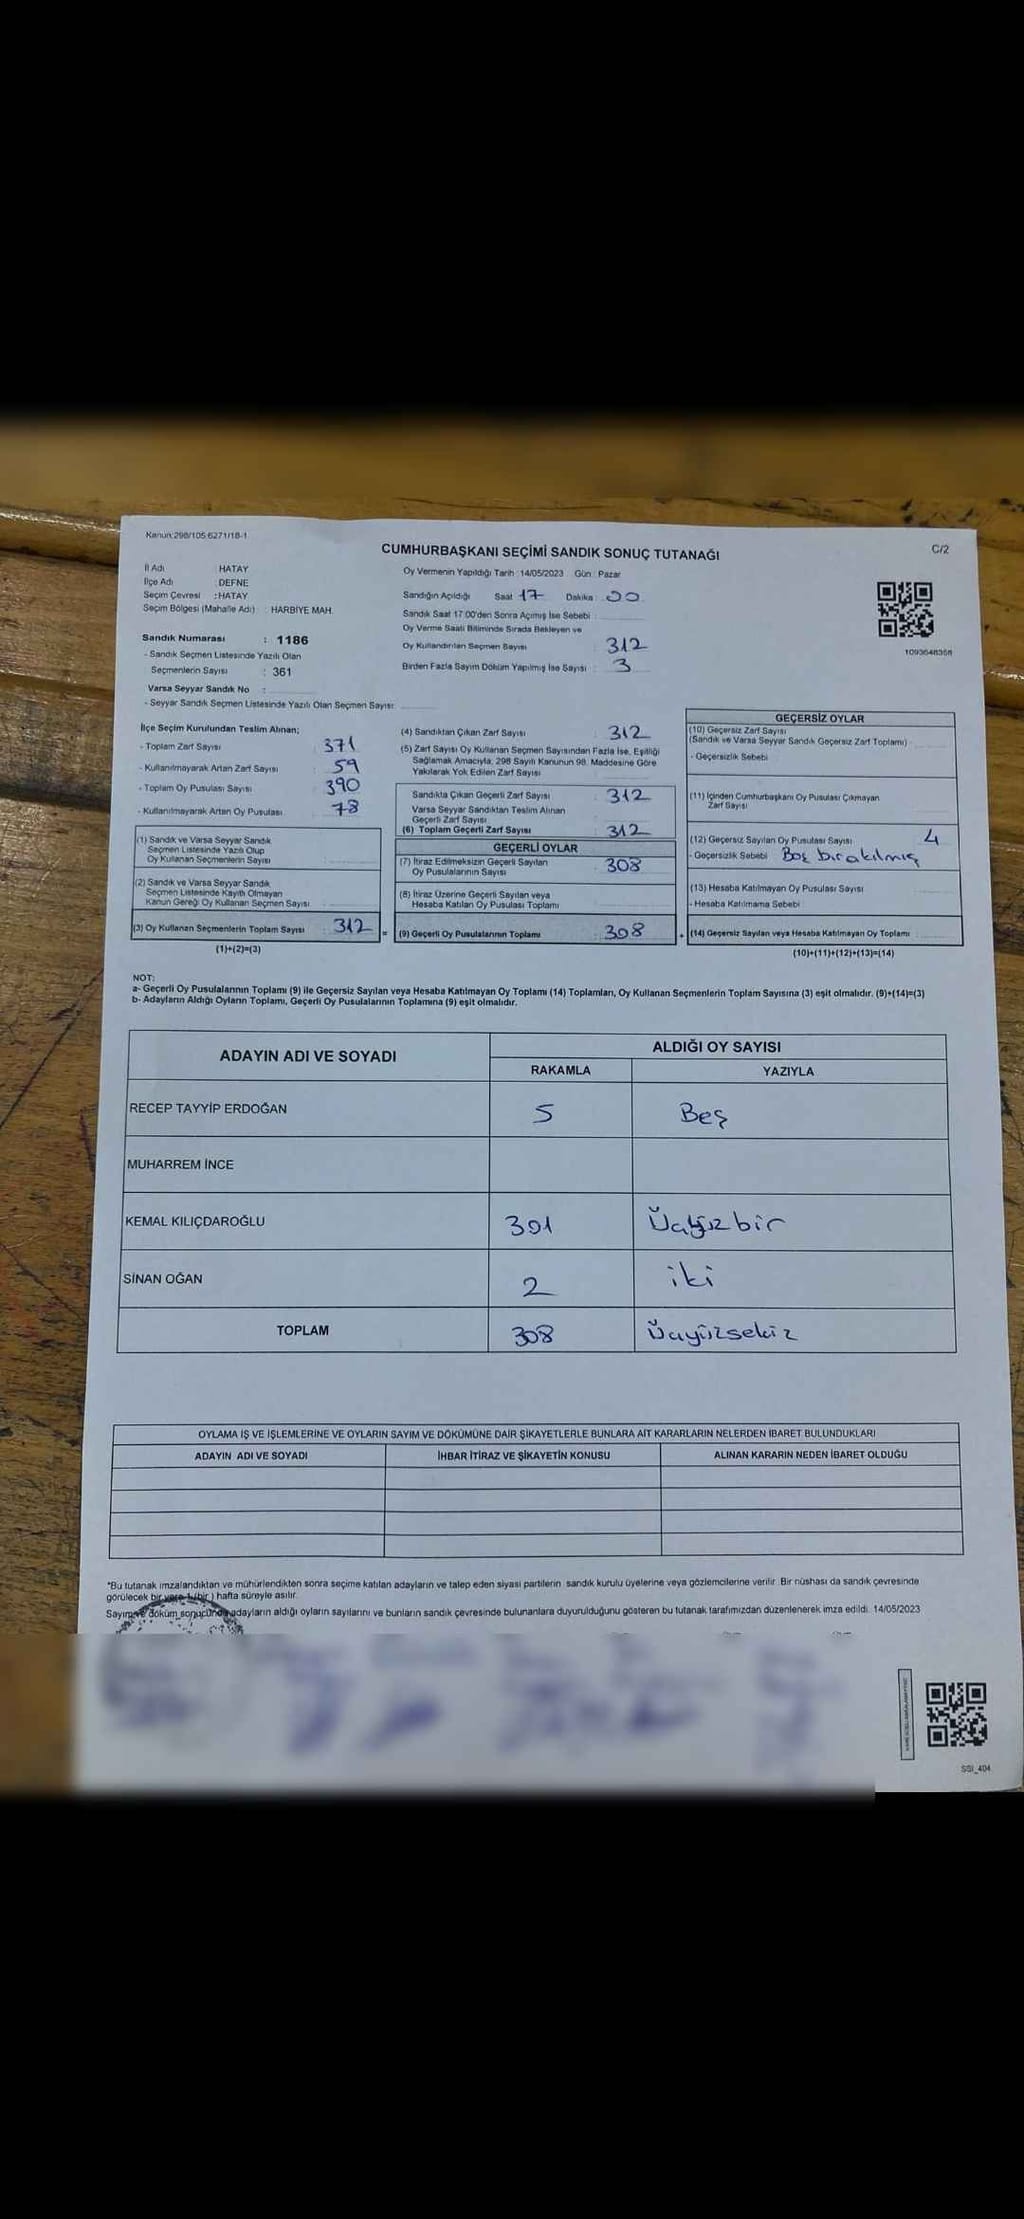 Kanun:298/105 6271/18-1
CUMHURBAŞKANI SEÇİMİ SANDIK SONUÇ TUTANAĞI
C/2
İl Adı : HATAY
İlçe Adı : DEFNE
Seçim Çevresi : HATAY
Seçim Bölgesi (Mahalle Adı) : HARBİYE MAH.
Sandık Numarası : 1186
- Sandık Seçmen Listesinde Yazılı Olan
Seçmenlerin Sayısı : 361
Varsa Seyyar Sandık No :
- Seyyar Sandık Seçmen Listesinde Yazılı Olan Seçmen Sayısı:
Oy Vermenin Yapıldığı Tarih : 14/05/2023 Gün : Pazar
Sandığın Açıldığı Saat 17 Dakika : 00
Sandık Saat 17:00'den Sonra Açımış İse Sebebi :
Oy Verme Saati Bitiminde Sırada Bekleyen ve
Oy Kullandırılan Seçmen Sayısı : 312
Birden Fazla Sayım Döküm Yapılmış İse Sayısı : 3
1093648358
İlçe Seçim Kurulundan Teslim Alınan;
- Toplam Zarf Sayısı : 371
- Kullanılmayarak Artan Zarf Sayısı : 59
- Toplam Oy Pusulası Sayısı : 390
- Kullanılmayarak Artan Oy Pusulası : 78
(1) Sandık ve Varsa Seyyar Sandık
Seçmen Listesinde Yazılı Olup
Oy Kullanan Seçmenlerin Sayısı :
(2) Sandık ve Varsa Seyyar Sandık
Seçmen Listesinde Kayıtlı Olmayan
Kanun Gereği Oy Kullanan Seçmen Sayısı :
(3) Oy Kullanan Seçmenlerin Toplam Sayısı : 312
(1)+(2)=(3)
=
(4) Sandıktan Çıkan Zarf Sayısı : 312
(5) Zarf Sayısı Oy Kullanan Seçmen Sayısından Fazla İse, Eşitliği
Sağlamak Amacıyla, 298 Sayılı Kanunun 98. Maddesine Göre
Yakılarak Yok Edilen Zarf Sayısı :
Sandıkta Çıkan Geçerli Zarf Sayısı : 312
Varsa Seyyar Sandıktan Teslim Alınan
Geçerli Zarf Sayısı :
(6) Toplam Geçerli Zarf Sayısı : 312
GEÇERLİ OYLAR
(7) İtiraz Edilmeksizin Geçerli Sayılan : 308
Oy Pusulalarının Sayısı
(8) İtiraz Üzerine Geçerli Sayılan veya
Hesaba Katılan Oy Pusulası Toplamı :
(9) Geçerli Oy Pusulalarının Toplamı : 308
+
GEÇERSİZ OYLAR
(10) Geçersiz Zarf Sayısı
(Sandık ve Varsa Seyyar Sandık Geçersiz Zarf Toplamı) :
- Geçersizlik Sebebi :
(11) İçinden Cumhurbaşkanı Oy Pusulası Çıkmayan
Zarf Sayısı :
(12) Geçersiz Sayılan Oy Pusulası Sayısı : 4
- Geçersizlik Sebebi : Boş bırakılmış
(13) Hesaba Katılmayan Oy Pusulası Sayısı :
- Hesaba Katılmama Sebebi :
(14) Geçersiz Sayılan veya Hesaba Katılmayan Oy Toplamı :
(10)+(11)+(12)+(13)=(14)
NOT:
a- Geçerli Oy Pusulalarının Toplamı (9) ile Geçersiz Sayılan veya Hesaba Katılmayan Oy Toplamı (14) Toplamları, Oy Kullanan Seçmenlerin Toplam Sayısına (3) eşit olmalıdır. (9)+(14)=(3)
b- Adayların Aldığı Oyların Toplamı, Geçerli Oy Pusulalarının Toplamına (9) eşit olmalıdır.
ADAYIN ADI VE SOYADI
ALDIĞI OY SAYISI
RAKAMLA YAZIYLA
RECEP TAYYİP ERDOĞAN 5 Beş
MUHARREM İNCE
KEMAL KILIÇDAROĞLU 301 Üçyüzbir
SİNAN OĞAN 2 iki
TOPLAM 308 Üçyüzsekiz
OYLAMA İŞ VE İŞLEMLERİNE VE OYLARIN SAYIM VE DÖKÜMÜNE DAİR ŞİKAYETLERLE BUNLARA AİT KARARLARIN NELERDEN İBARET BULUNDUKLARI
ADAYIN ADI VE SOYADI İHBAR İTİRAZ VE ŞİKAYETİN KONUSU ALINAN KARARIN NEDEN İBARET OLDUĞU
*Bu tutanak imzalandıktan ve mühürlendikten sonra seçime katılan adayların ve talep eden siyasi partilerin sandık kurulu üyelerine veya gözlemcilerine verilir. Bir nüshası da sandık çevresinde
görülecek bir yere 1 (bir) hafta süreyle asılır.
Sayım ve döküm sonucunda adayların aldığı oyların sayılarını ve bunların sandık çevresinde bulunanlara duyurulduğunu gösteren bu tutanak tarafımızdan düzenlenerek imza edildi. 14/05/2023
SSI_404